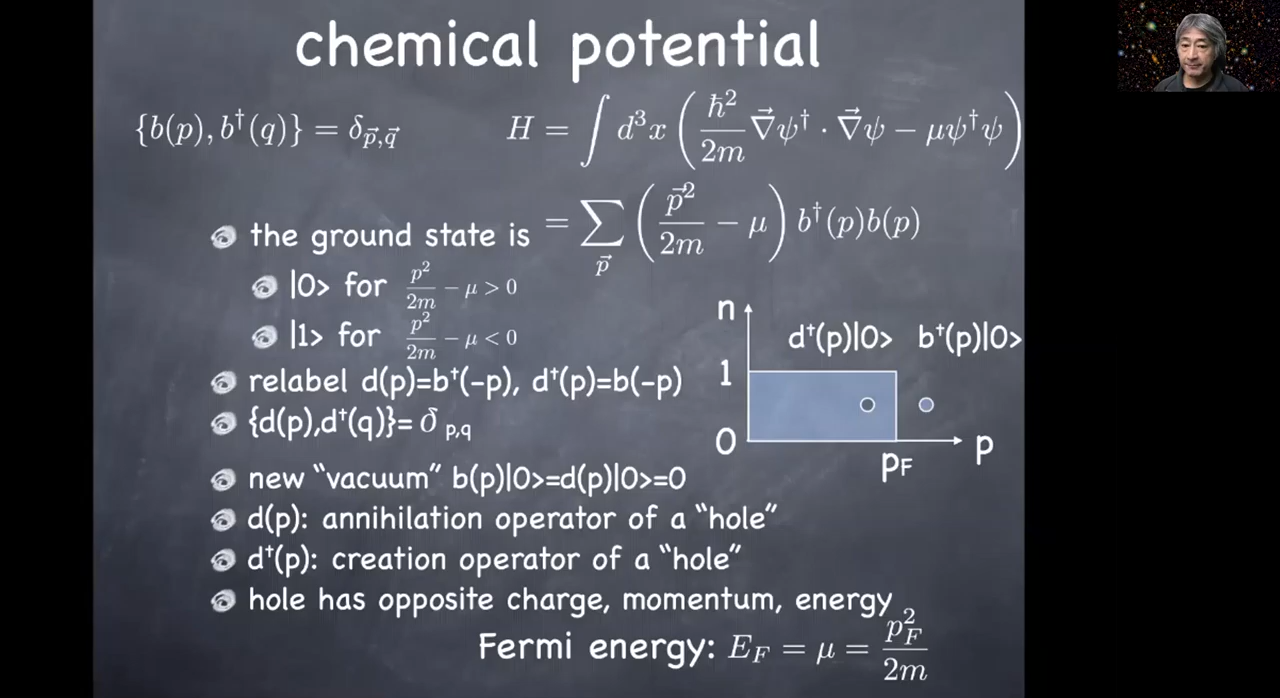 chemical potential
{b(p), b†(q)} = δ_{p⃗,q⃗}
H = ∫ d³x ( ħ²/2m ∇⃗ψ† · ∇⃗ψ − μψ†ψ )
= ∑_{p⃗} ( p⃗²/2m − μ ) b†(p)b(p)
the ground state is
|0> for p²/2m − μ > 0
|1> for p²/2m − μ < 0
relabel d(p)=b†(-p), d†(p)=b(-p)
{d(p),d†(q)}= δ p,q
new “vacuum” b(p)|0>=d(p)|0>=0
d(p): annihilation operator of a “hole”
d†(p): creation operator of a “hole”
hole has opposite charge, momentum, energy
Fermi energy: E_F = μ = p_F²/2m
n
d†(p)|0> b†(p)|0>
1
0
p
pF